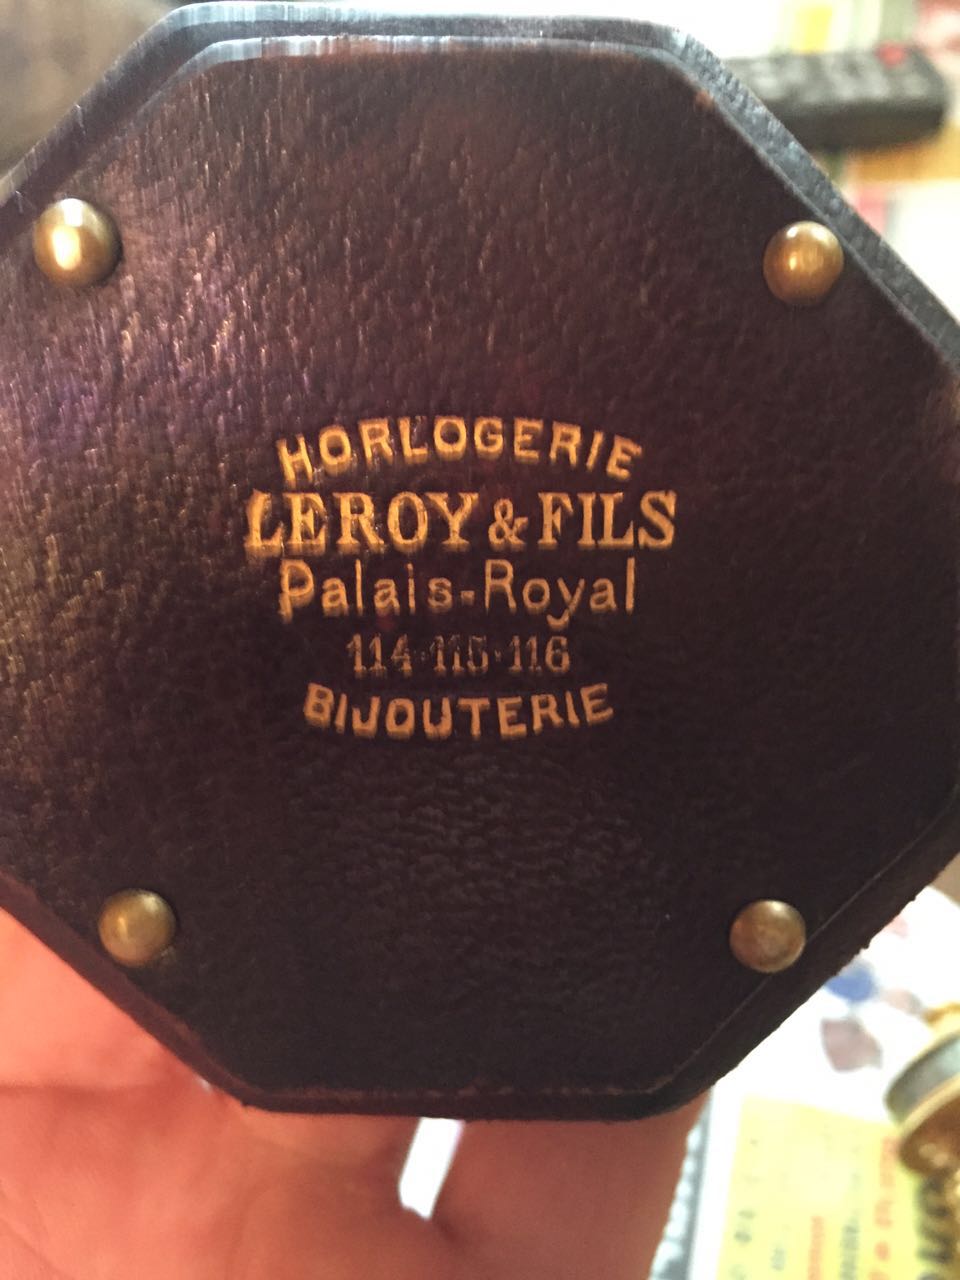 HORLOGERIE
LEROY & FILS
Palais-Royal
114·115·116
BIJOUTERIE